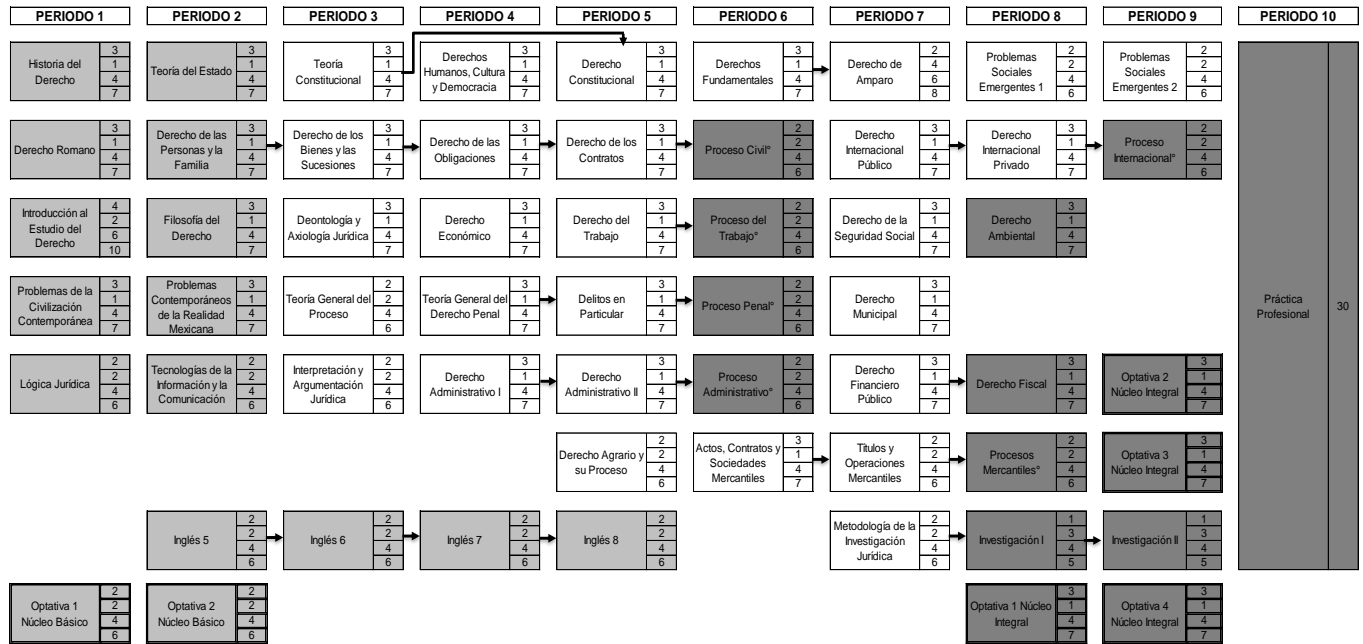 PERIODO 1 PERIODO 2 PERIODO 3 PERIODO 4 PERIODO 5 PERIODO 6 PERIODO 7 PERIODO 8 PERIODO 9 PERIODO 10
Historia del
Derecho
3
1
4
7
Teoría del Estado
3
1
4
7
Teoría
Constitucional
3
1
4
7
Derechos
Humanos, Cultura
y Democracia
3
1
4
7
Derecho
Constitucional
3
1
4
7
Derechos
Fundamentales
3
1
4
7
Derecho de
Amparo
2
4
6
8
Problemas
Sociales
Emergentes 1
2
2
4
6
Problemas
Sociales
Emergentes 2
2
2
4
6
Práctica
Profesional
30
Derecho Romano
3
1
4
7
Derecho de las
Personas y la
Familia
3
1
4
7
Derecho de los
Bienes y las
Sucesiones
3
1
4
7
Derecho de las
Obligaciones
3
1
4
7
Derecho de los
Contratos
3
1
4
7
Proceso Civil°
2
2
4
6
Derecho
Internacional
Público
3
1
4
7
Derecho
Internacional
Privado
3
1
4
7
Proceso
Internacional°
2
2
4
6
Introducción al
Estudio del
Derecho
4
2
6
10
Filosofía del
Derecho
3
1
4
7
Deontología y
Axiología Jurídica
3
1
4
7
Derecho
Económico
3
1
4
7
Derecho del
Trabajo
3
1
4
7
Proceso del
Trabajo°
2
2
4
6
Derecho de la
Seguridad Social
3
1
4
7
Derecho
Ambiental
3
1
4
7
Problemas de la
Civilización
Contemporánea
3
1
4
7
Problemas
Contemporáneos
de la Realidad
Mexicana
3
1
4
7
Teoría General del
Proceso
2
2
4
6
Teoría General del
Derecho Penal
3
1
4
7
Delitos en
Particular
3
1
4
7
Proceso Penal°
2
2
4
6
Derecho
Municipal
3
1
4
7
Lógica Jurídica
2
2
4
6
Tecnologías de la
Información y la
Comunicación
2
2
4
6
Interpretación y
Argumentación
Jurídica
2
2
4
6
Derecho
Administrativo I
3
1
4
7
Derecho
Administrativo II
3
1
4
7
Proceso
Administrativo°
2
2
4
6
Derecho
Financiero
Público
3
1
4
7
Derecho Fiscal
3
1
4
7
Optativa 2
Núcleo Integral
3
1
4
7
Derecho Agrario y
su Proceso
2
2
4
6
Actos, Contratos y
Sociedades
Mercantiles
3
1
4
7
Títulos y
Operaciones
Mercantiles
2
2
4
6
Procesos
Mercantiles°
2
2
4
6
Optativa 3
Núcleo Integral
3
1
4
7
Inglés 5
2
2
4
6
Inglés 6
2
2
4
6
Inglés 7
2
2
4
6
Inglés 8
2
2
4
6
Metodología de la
Investigación
Jurídica
2
2
4
6
Investigación I
1
3
4
5
Investigación II
1
3
4
5
Optativa 1
Núcleo Básico
2
2
4
6
Optativa 2
Núcleo Básico
2
2
4
6
Optativa 1 Núcleo
Integral
3
1
4
7
Optativa 4
Núcleo Integral
3
1
4
7